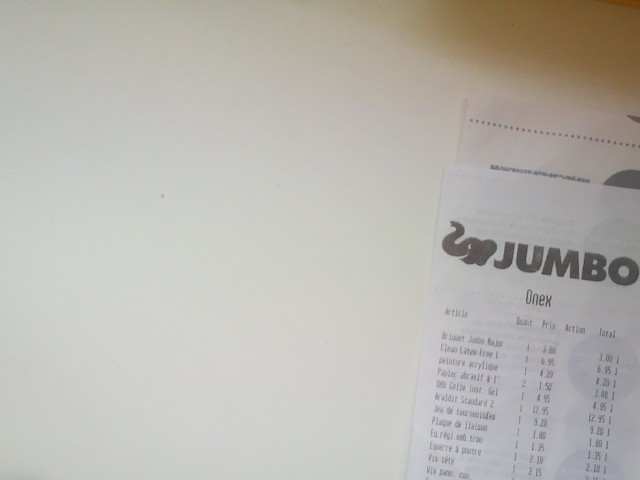 JUMBO
Onex
Article Quant Prix Action Total
Briquet Jumbo Major 1 3.00 3.00 1
Clean Latex Free L 1 6.95 6.95 1
peinture acrylique 1 4.20 4.20 1
Papier abrasif à l' 2 1.50 3.00 1
UHU Colle inst. Gel 1 4.95 4.95 1
Araldit Standard 2 1 12.95 12.95 1
Jeu de tournevisées 1 9.20 9.20 1
Plaque de liaison 1 1.80 1.80 1
Eq.régl.emb.trou 1 1.35 1.35 1
Equerre à poutre 1 2.10 2.10 1
Vis tête 1 3.15
Vis pann.